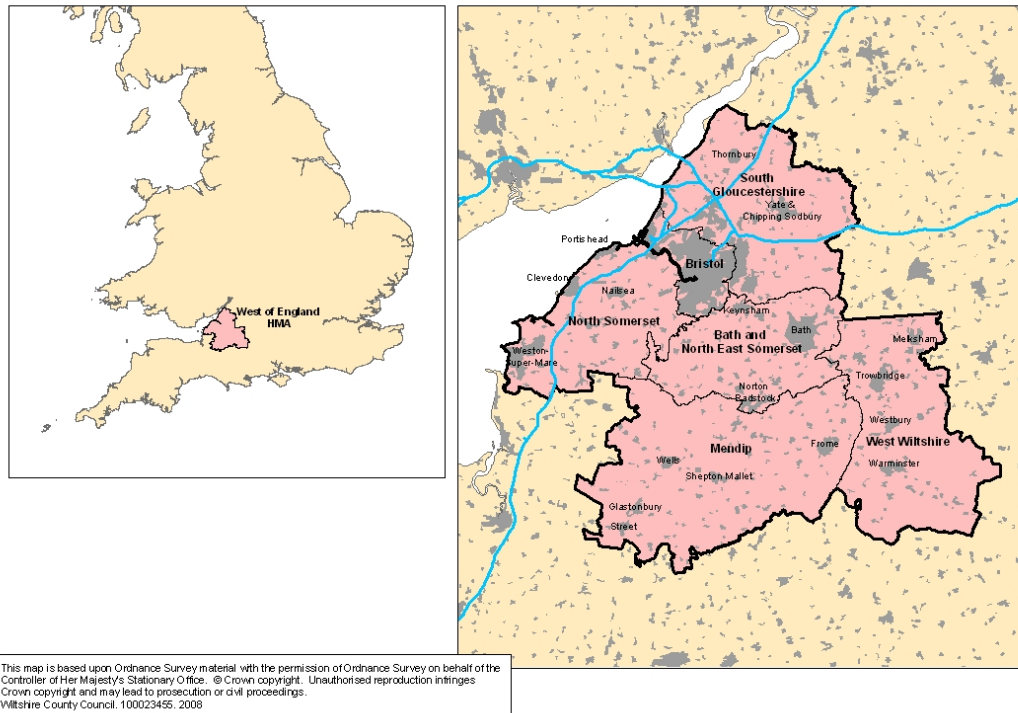 West of England
HMA
Thornbury
South
Gloucestershire
Yate &
Chipping Sodbury
Portishead
Bristol
Clevedon
Nailsea
Keynsham
North Somerset
Bath and
North East Somerset
Bath
Melksham
Weston-
Super-Mare
Trowbridge
Norton
Radstock
Westbury
Mendip
Frome
West Wiltshire
Wells
Warminster
Shepton Mallet
Glastonbury
Street
This map is based upon Ordnance Survey material with the permission of Ordnance Survey on behalf of the
Controller of Her Majesty's Stationary Office. © Crown copyright. Unauthorised reproduction infringes
Crown copyright and may lead to prosecution or civil proceedings.
Wiltshire County Council. 100023455. 2008